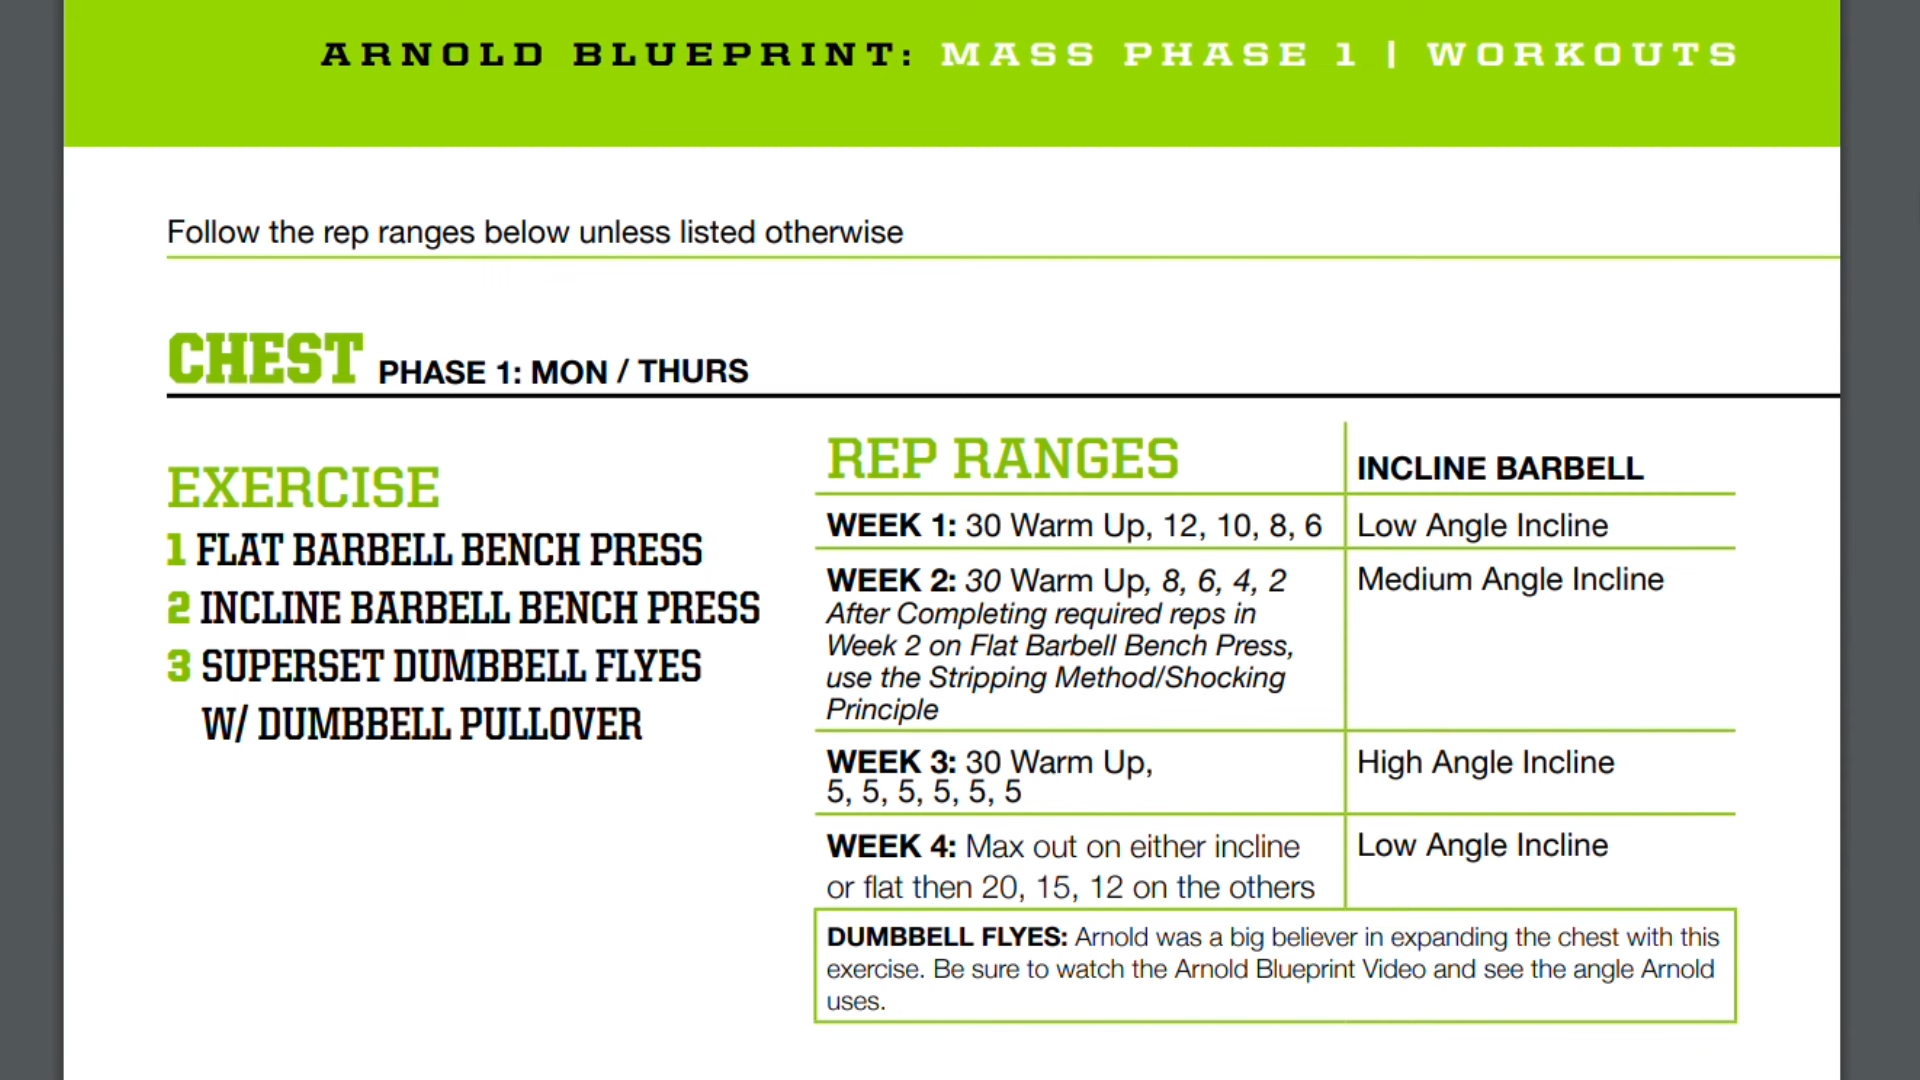 ARNOLD BLUEPRINT: MASS PHASE 1 | WORKOUTS
Follow the rep ranges below unless listed otherwise
CHEST PHASE 1: MON / THURS
EXERCISE
1 FLAT BARBELL BENCH PRESS
2 INCLINE BARBELL BENCH PRESS
3 SUPERSET DUMBBELL FLYES
W/ DUMBBELL PULLOVER
REP RANGES
INCLINE BARBELL
WEEK 1: 30 Warm Up, 12, 10, 8, 6
Low Angle Incline
WEEK 2: 30 Warm Up, 8, 6, 4, 2
After Completing required reps in
Week 2 on Flat Barbell Bench Press,
use the Stripping Method/Shocking
Principle
Medium Angle Incline
WEEK 3: 30 Warm Up,
5, 5, 5, 5, 5, 5
High Angle Incline
WEEK 4: Max out on either incline
or flat then 20, 15, 12 on the others
Low Angle Incline
DUMBBELL FLYES: Arnold was a big believer in expanding the chest with this
exercise. Be sure to watch the Arnold Blueprint Video and see the angle Arnold
uses.